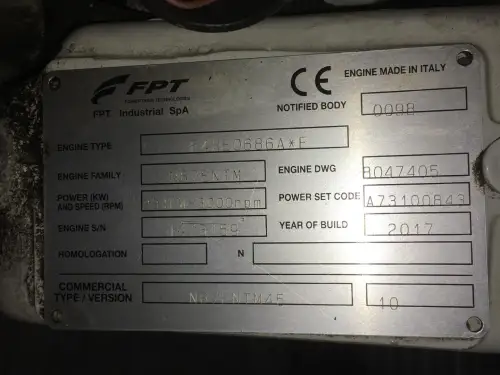 FPT
POWERTRAIN TECHNOLOGIES
FPT Industrial SpA
CE
ENGINE MADE IN ITALY
NOTIFIED BODY 0098
ENGINE TYPE
ENGINE FAMILY
ENGINE DWG 8047405
POWER (KW) AND SPEED (RPM)
POWER SET CODE A73100843
ENGINE S/N
YEAR OF BUILD 2017
HOMOLOGATION N
COMMERCIAL TYPE / VERSION 10